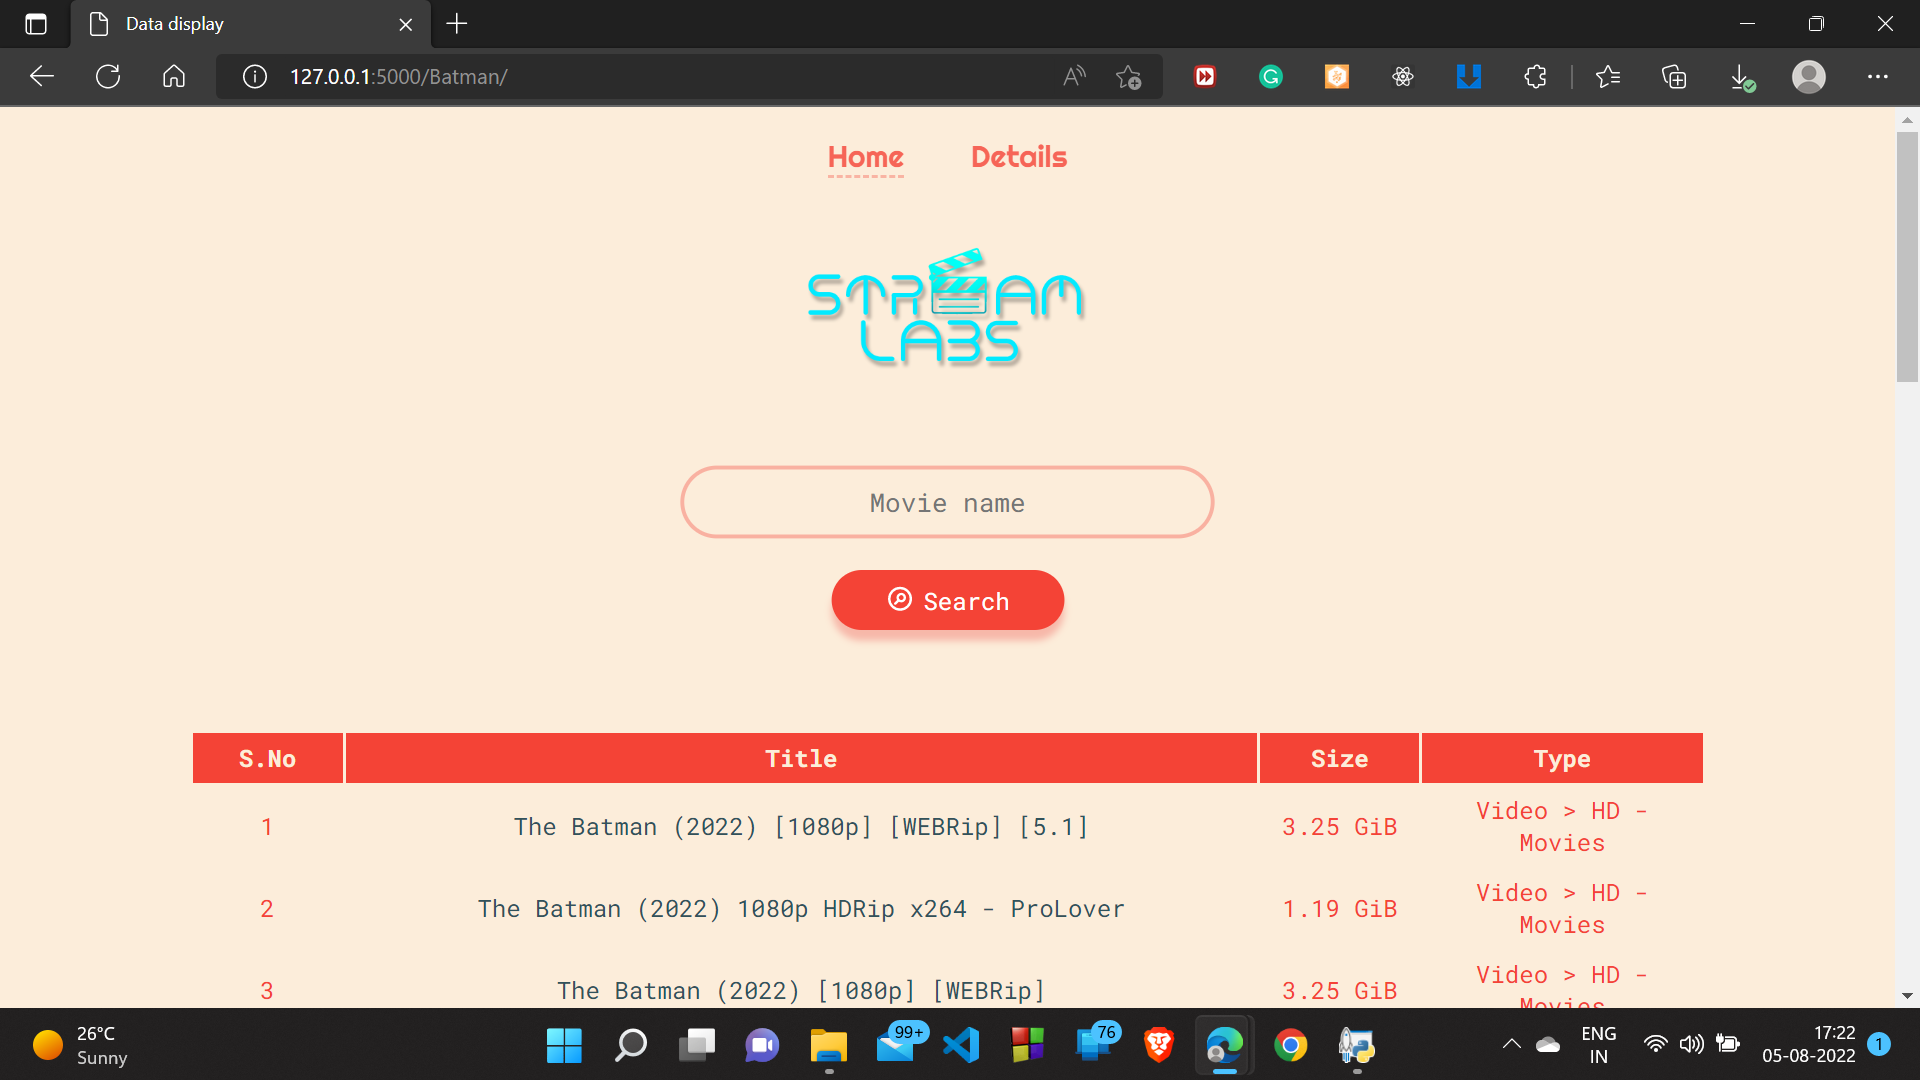 Data display
127.0.0.1:5000/Batman/
Home
Details
STREAM
LABS
Movie name
Search
S.No
Title
Size
Type
1
The Batman (2022) [1080p] [WEBRip] [5.1]
3.25 GiB
Video > HD -
Movies
2
The Batman (2022) 1080p HDRip x264 - ProLover
1.19 GiB
Video > HD -
Movies
3
The Batman (2022) [1080p] [WEBRip]
3.25 GiB
Video > HD -
Movies
26°C
Sunny
99+
76
ENG
IN
17:22
05-08-2022
1